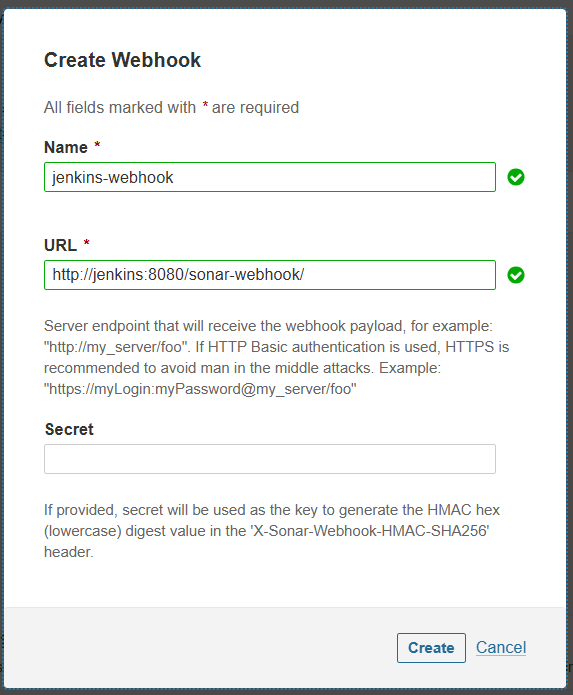 Create Webhook
All fields marked with * are required
Name *
jenkins-webhook
URL *
http://jenkins:8080/sonar-webhook/
Server endpoint that will receive the webhook payload, for example:
"http://my_server/foo". If HTTP Basic authentication is used, HTTPS is
recommended to avoid man in the middle attacks. Example:
"https://myLogin:myPassword@my_server/foo"
Secret
If provided, secret will be used as the key to generate the HMAC hex
(lowercase) digest value in the 'X-Sonar-Webhook-HMAC-SHA256'
header.
Create Cancel